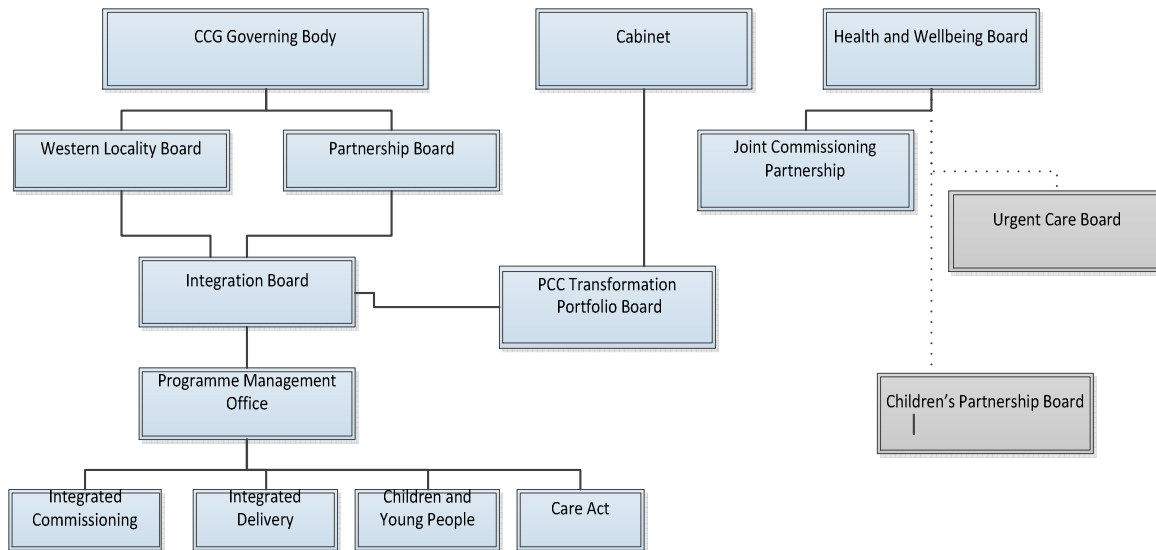 CCG Governing Body
Cabinet
Health and Wellbeing Board
Western Locality Board
Partnership Board
Joint Commissioning
Partnership
Urgent Care Board
Integration Board
PCC Transformation
Portfolio Board
Programme Management
Office
Children’s Partnership Board
Integrated
Commissioning
Integrated
Delivery
Children and
Young People
Care Act